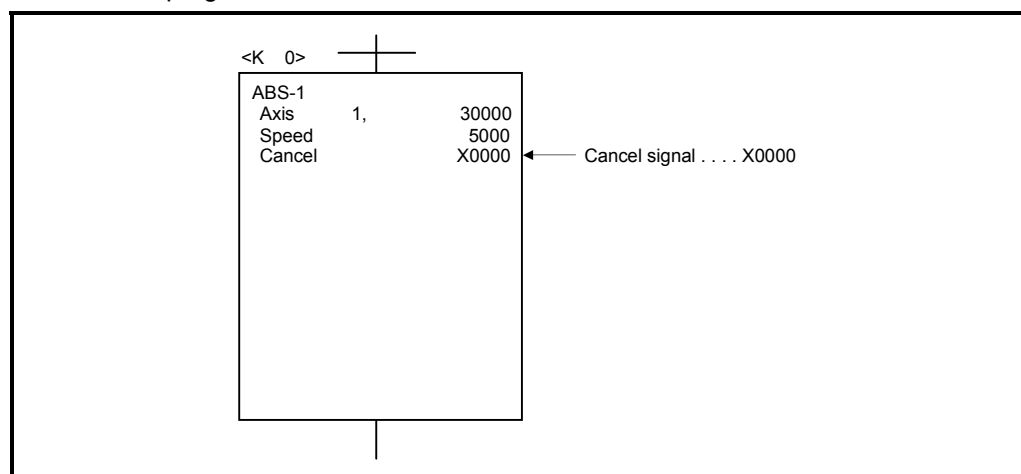 <K 0>
ABS-1
Axis 1, 30000
Speed 5000
Cancel X0000 Cancel signal . . . . X0000